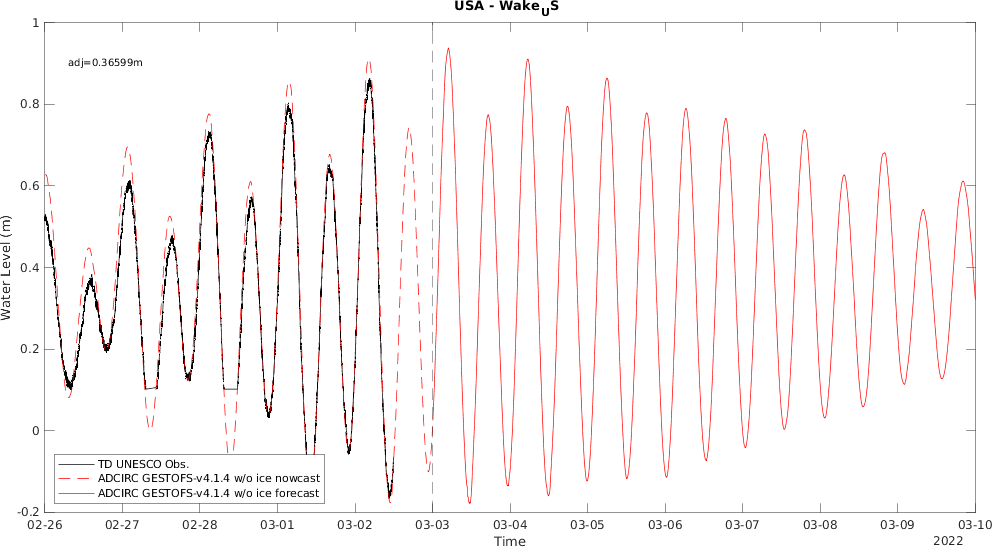 USA - Wake_US
adj=0.36599m
1
0.8
0.6
0.4
0.2
0
-0.2
Water Level (m)
TD UNESCO Obs.
ADCIRC GESTOFS-v4.1.4 w/o ice nowcast
ADCIRC GESTOFS-v4.1.4 w/o ice forecast
02-26 02-27 02-28 03-01 03-02 03-03 03-04 03-05 03-06 03-07 03-08 03-09 03-10
Time
2022